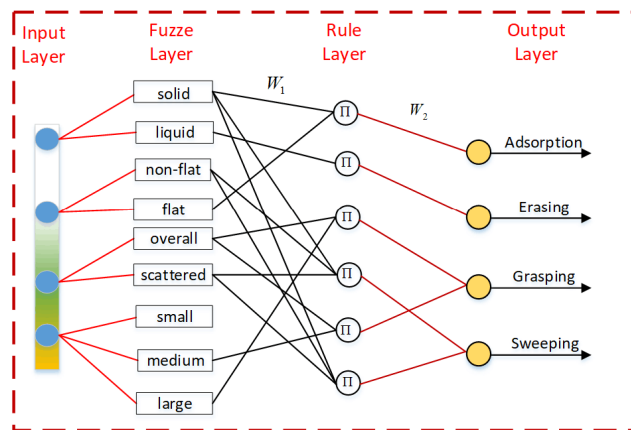 Input
Layer
Fuzze
Layer
Rule
Layer
Output
Layer
solid
liquid
non-flat
flat
overall
scattered
small
medium
large
W₁
W₂
Π
Π
Π
Π
Π
Π
Adsorption
Erasing
Grasping
Sweeping